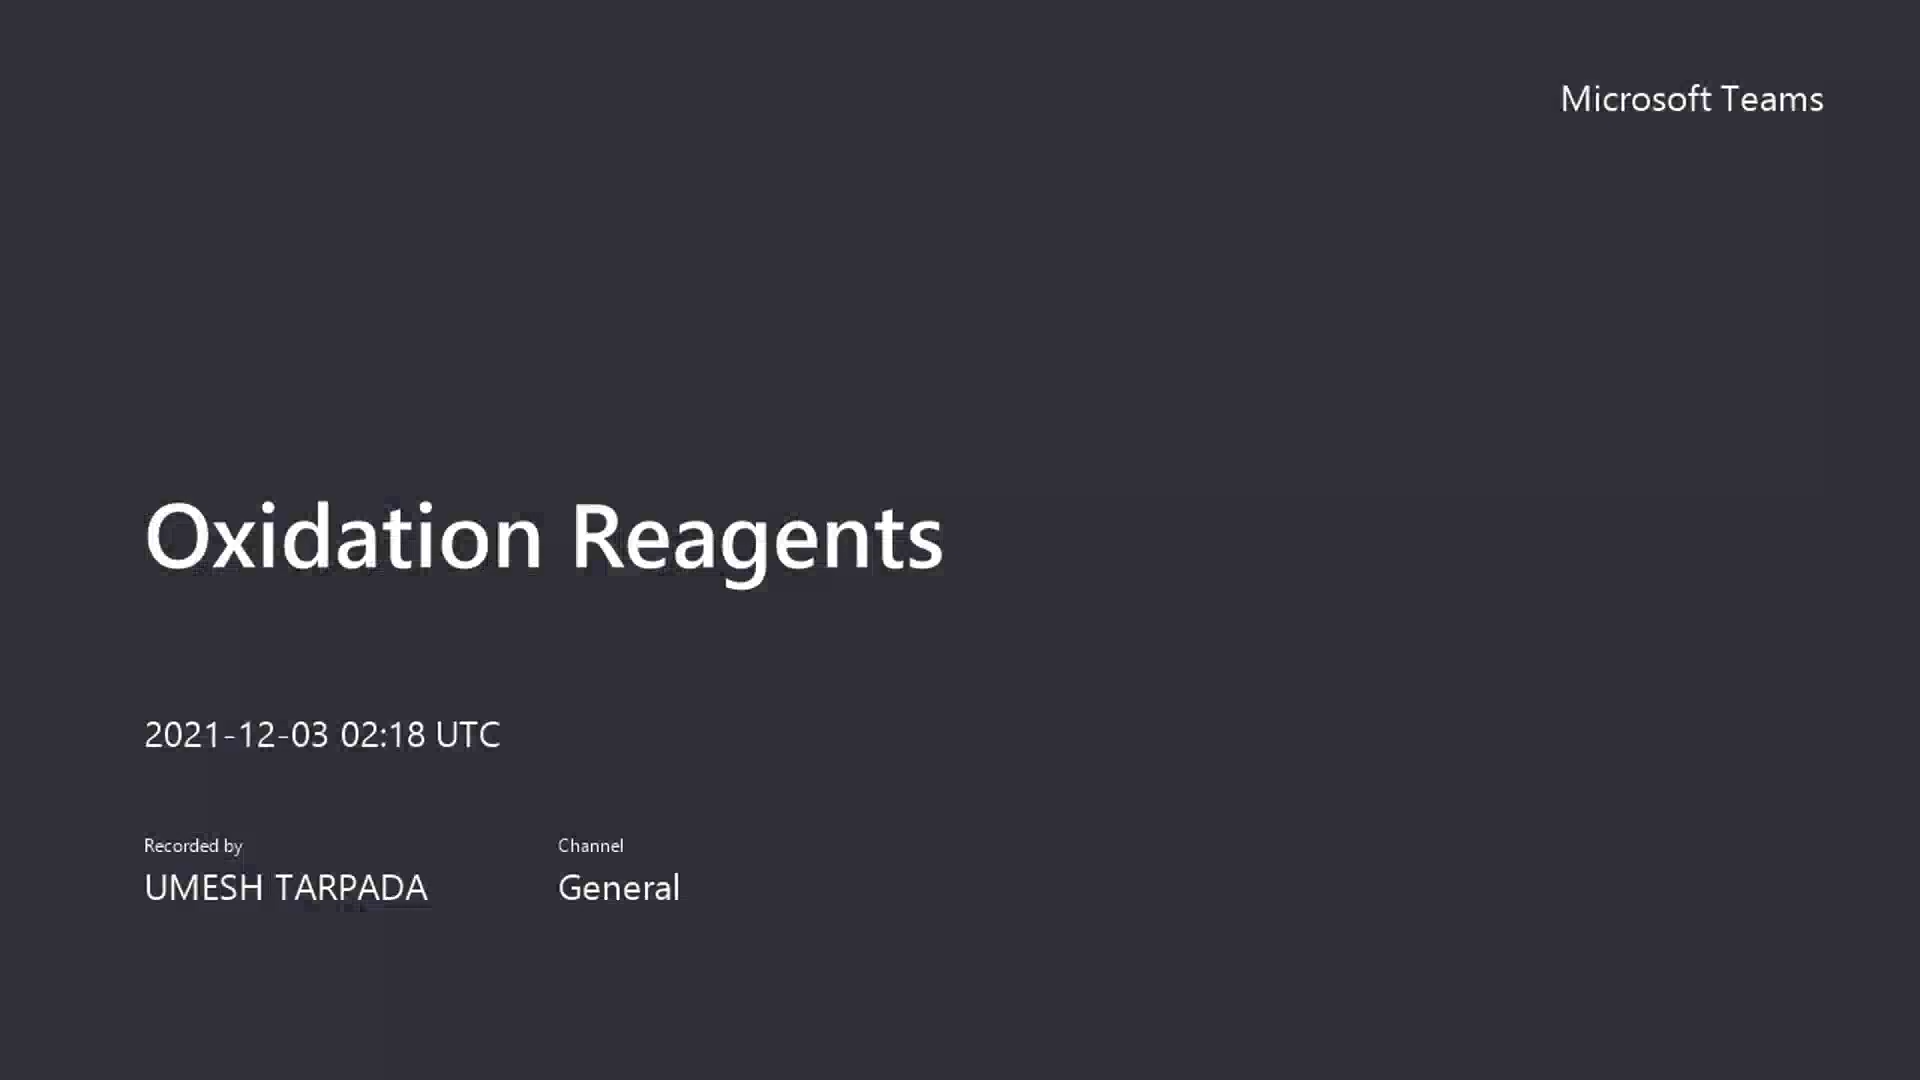 Microsoft Teams
Oxidation Reagents
2021-12-03 02:18 UTC
Recorded by
UMESH TARPADA
Channel
General